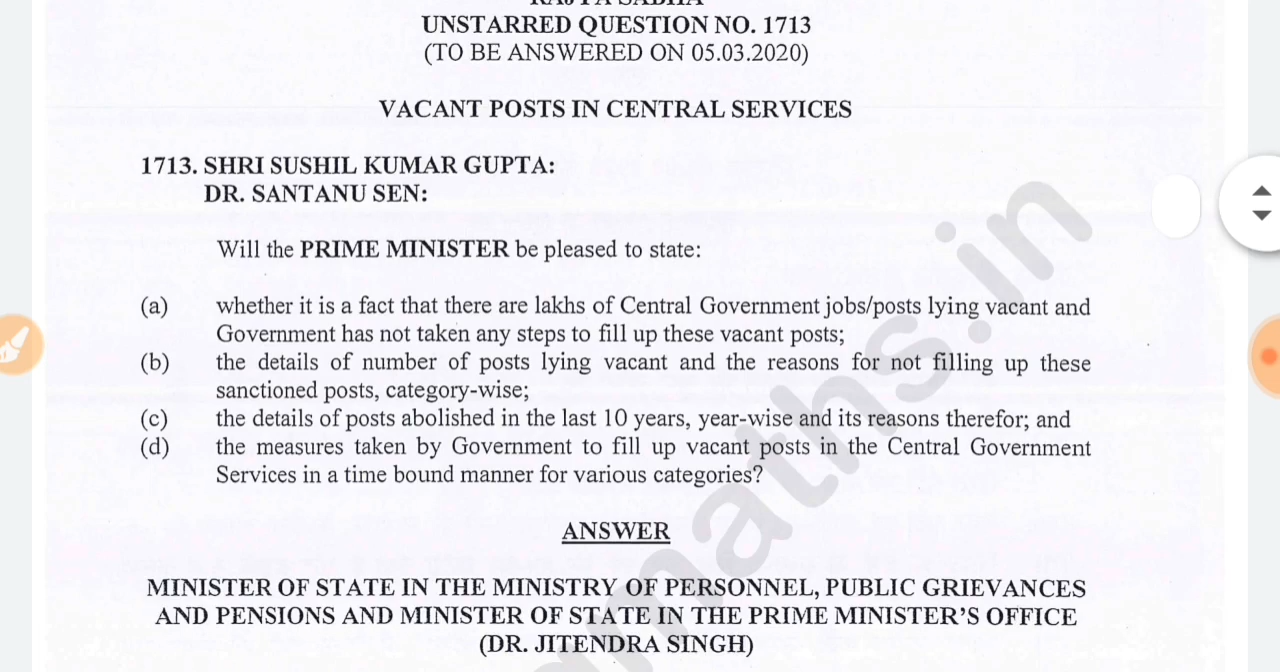 RAJYA SABHA
UNSTARRED QUESTION NO. 1713
(TO BE ANSWERED ON 05.03.2020)
VACANT POSTS IN CENTRAL SERVICES
1713. SHRI SUSHIL KUMAR GUPTA:
DR. SANTANU SEN:
Will the PRIME MINISTER be pleased to state:
(a) whether it is a fact that there are lakhs of Central Government jobs/posts lying vacant and
Government has not taken any steps to fill up these vacant posts;
(b) the details of number of posts lying vacant and the reasons for not filling up these
sanctioned posts, category-wise;
(c) the details of posts abolished in the last 10 years, year-wise and its reasons therefor; and
(d) the measures taken by Government to fill up vacant posts in the Central Government
Services in a time bound manner for various categories?
ANSWER
MINISTER OF STATE IN THE MINISTRY OF PERSONNEL, PUBLIC GRIEVANCES
AND PENSIONS AND MINISTER OF STATE IN THE PRIME MINISTER'S OFFICE
(DR. JITENDRA SINGH)